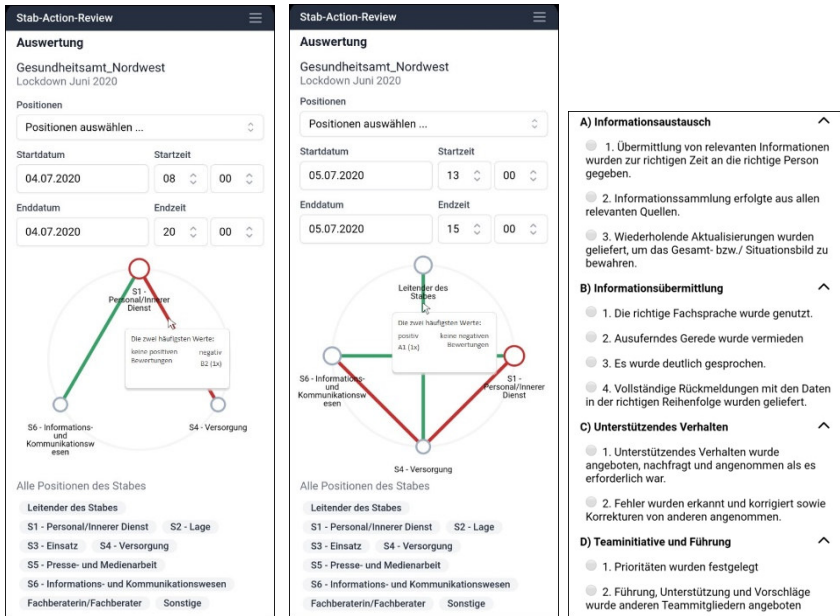 Stab-Action-Review
Auswertung
Gesundheitsamt_Nordwest
Lockdown Juni 2020
Positionen
Positionen auswählen ...
Startdatum Startzeit
04.07.2020 08 00
Enddatum Endzeit
04.07.2020 20 00
S1 -
Personal/Innerer
Dienst
Die zwei häufigsten Werte:
keine positiven negativ
Bewertungen B2 (1x)
S6 - Informations-
und
Kommunikationsw
esen
S4 - Versorgung
Alle Positionen des Stabes
Leitender des Stabes
S1 - Personal/Innerer Dienst S2 - Lage
S3 - Einsatz S4 - Versorgung
S5 - Presse- und Medienarbeit
S6 - Informations- und Kommunikationswesen
Fachberaterin/Fachberater Sonstige
Stab-Action-Review
Auswertung
Gesundheitsamt_Nordwest
Lockdown Juni 2020
Positionen
Positionen auswählen ...
Startdatum Startzeit
05.07.2020 13 00
Enddatum Endzeit
05.07.2020 15 00
Leitender des
Stabes
Die zwei häufigsten Werte:
positiv keine negativen
A1 (1x) Bewertungen
S6 - Informations-
und
Kommunikationsw
esen
S1 -
Personal/Innerer
Dienst
S4 - Versorgung
Alle Positionen des Stabes
Leitender des Stabes
S1 - Personal/Innerer Dienst S2 - Lage
S3 - Einsatz S4 - Versorgung
S5 - Presse- und Medienarbeit
S6 - Informations- und Kommunikationswesen
Fachberaterin/Fachberater Sonstige
A) Informationsaustausch
1. Übermittlung von relevanten Informationen
wurden zur richtigen Zeit an die richtige Person
gegeben.
2. Informationssammlung erfolgte aus allen
relevanten Quellen.
3. Wiederholende Aktualisierungen wurden
geliefert, um das Gesamt- bzw./ Situationsbild zu
bewahren.
B) Informationsübermittlung
1. Die richtige Fachsprache wurde genutzt.
2. Ausuferndes Gerede wurde vermieden
3. Es wurde deutlich gesprochen.
4. Vollständige Rückmeldungen mit den Daten
in der richtigen Reihenfolge wurden geliefert.
C) Unterstützendes Verhalten
1. Unterstützendes Verhalten wurde
angeboten, nachfragt und angenommen als es
erforderlich war.
2. Fehler wurden erkannt und korrigiert sowie
Korrekturen von anderen angenommen.
D) Teaminitiative und Führung
1. Prioritäten wurden festgelegt
2. Führung, Unterstützung und Vorschläge
wurde anderen Teammitgliedern angeboten